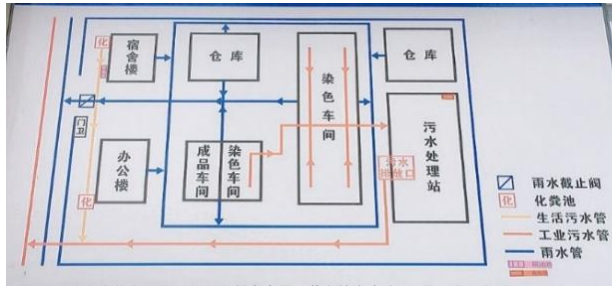 化
宿舍楼
仓库
染色车间
仓库
门卫
办公楼
成品车间
染色车间
污水排放口
污水处理站
化
雨水截止阀
化 化粪池
生活污水管
工业污水管
雨水管